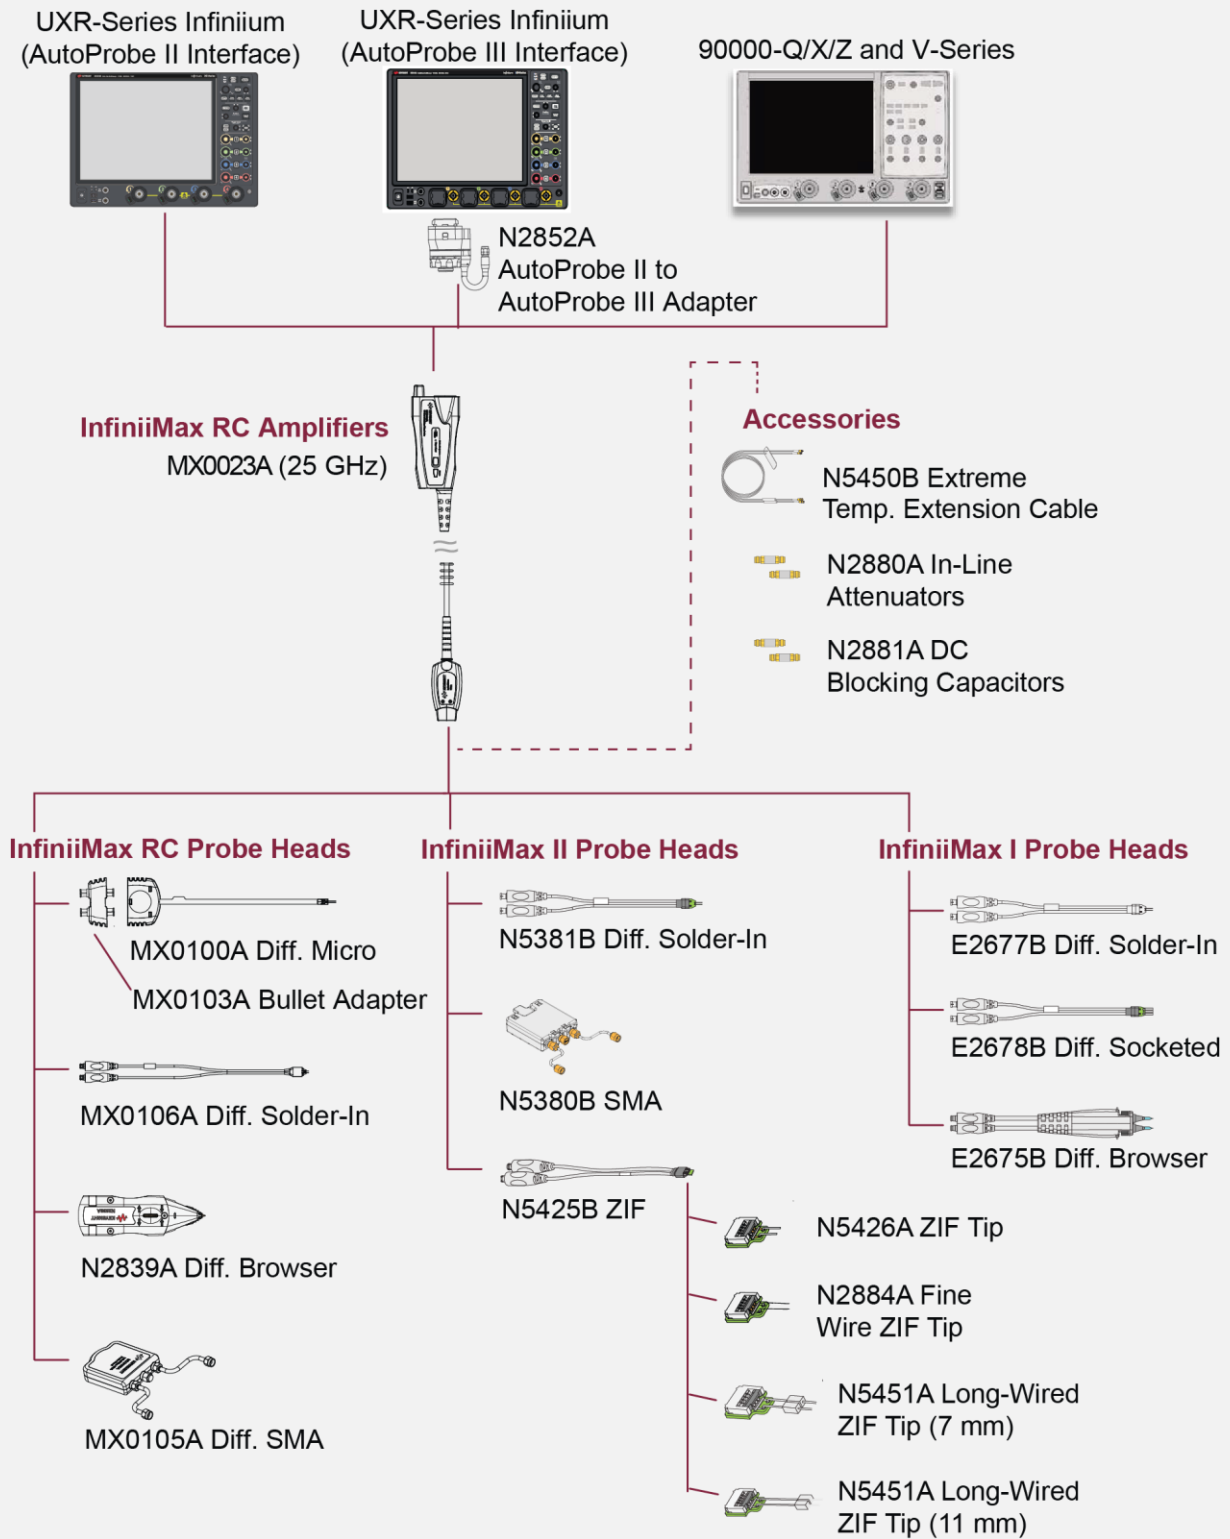 UXR-Series Infiniium
(AutoProbe II Interface)
UXR-Series Infiniium
(AutoProbe III Interface)
90000-Q/X/Z and V-Series
N2852A
AutoProbe II to
AutoProbe III Adapter
InfiniiMax RC Amplifiers
MX0023A (25 GHz)
Accessories
N5450B Extreme
Temp. Extension Cable
N2880A In-Line
Attenuators
N2881A DC
Blocking Capacitors
InfiniiMax RC Probe Heads
MX0100A Diff. Micro
MX0103A Bullet Adapter
MX0106A Diff. Solder-In
N2839A Diff. Browser
MX0105A Diff. SMA
InfiniiMax II Probe Heads
N5381B Diff. Solder-In
N5380B SMA
N5425B ZIF
N5426A ZIF Tip
N2884A Fine
Wire ZIF Tip
N5451A Long-Wired
ZIF Tip (7 mm)
N5451A Long-Wired
ZIF Tip (11 mm)
InfiniiMax I Probe Heads
E2677B Diff. Solder-In
E2678B Diff. Socketed
E2675B Diff. Browser